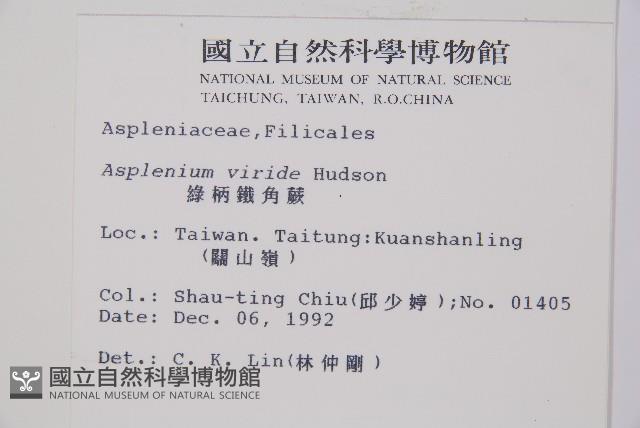 國立自然科學博物館
NATIONAL MUSEUM OF NATURAL SCIENCE
TAICHUNG, TAIWAN, R.O.CHINA
Aspleniaceae,Filicales
Asplenium viride Hudson
綠柄鐵角蕨
Loc.: Taiwan. Taitung:Kuanshanling
(關山嶺)
Col.: Shau-ting Chiu(邱少婷);No. 01405
Date: Dec. 06, 1992
Det.: C. K. Lin(林仲剛)
國立自然科學博物館
NATIONAL MUSEUM OF NATURAL SCIENCE